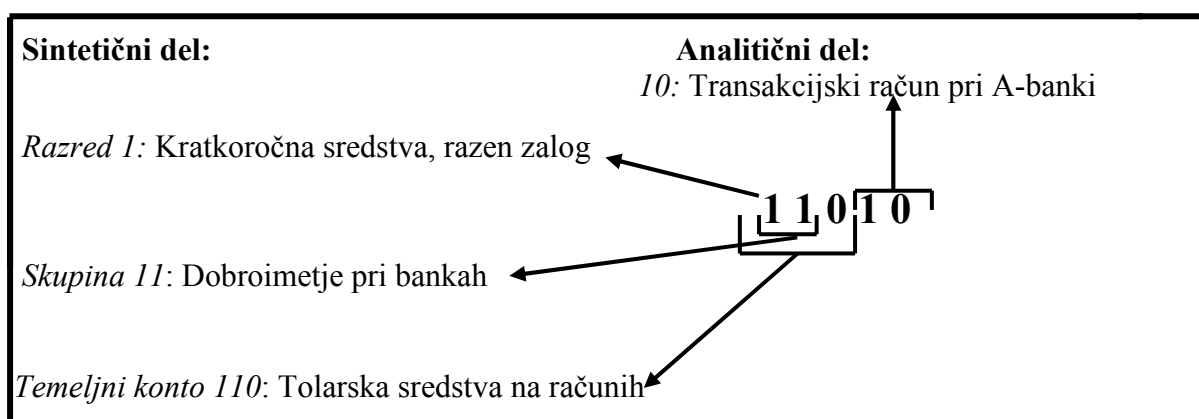 Sintetični del: Analitični del:
10: Transakcijski račun pri A-banki
Razred 1: Kratkoročna sredstva, razen zalog
1 1 0 1 0
Skupina 11: Dobroimetje pri bankah
Temeljni konto 110: Tolarska sredstva na računih